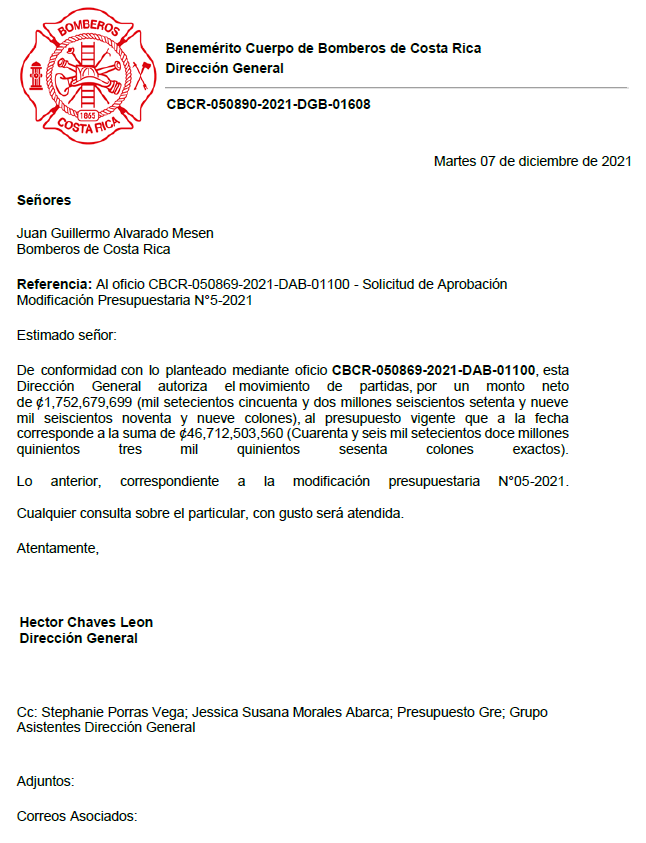 BOMBEROS
1865
COSTA RICA
Benemérito Cuerpo de Bomberos de Costa Rica
Dirección General
CBCR-050890-2021-DGB-01608
Martes 07 de diciembre de 2021
Señores
Juan Guillermo Alvarado Mesen
Bomberos de Costa Rica
Referencia: Al oficio CBCR-050869-2021-DAB-01100 - Solicitud de Aprobación
Modificación Presupuestaria N°5-2021
Estimado señor:
De conformidad con lo planteado mediante oficio CBCR-050869-2021-DAB-01100, esta
Dirección General autoriza el movimiento de partidas, por un monto neto
de ¢1,752,679,699 (mil setecientos cincuenta y dos millones seiscientos setenta y nueve
mil seiscientos noventa y nueve colones), al presupuesto vigente que a la fecha
corresponde a la suma de ¢46,712,503,560 (Cuarenta y seis mil setecientos doce millones
quinientos tres mil quinientos sesenta colones exactos).
Lo anterior, correspondiente a la modificación presupuestaria N°05-2021.
Cualquier consulta sobre el particular, con gusto será atendida.
Atentamente,
Hector Chaves Leon
Dirección General
Cc: Stephanie Porras Vega; Jessica Susana Morales Abarca; Presupuesto Gre; Grupo
Asistentes Dirección General
Adjuntos:
Correos Asociados: